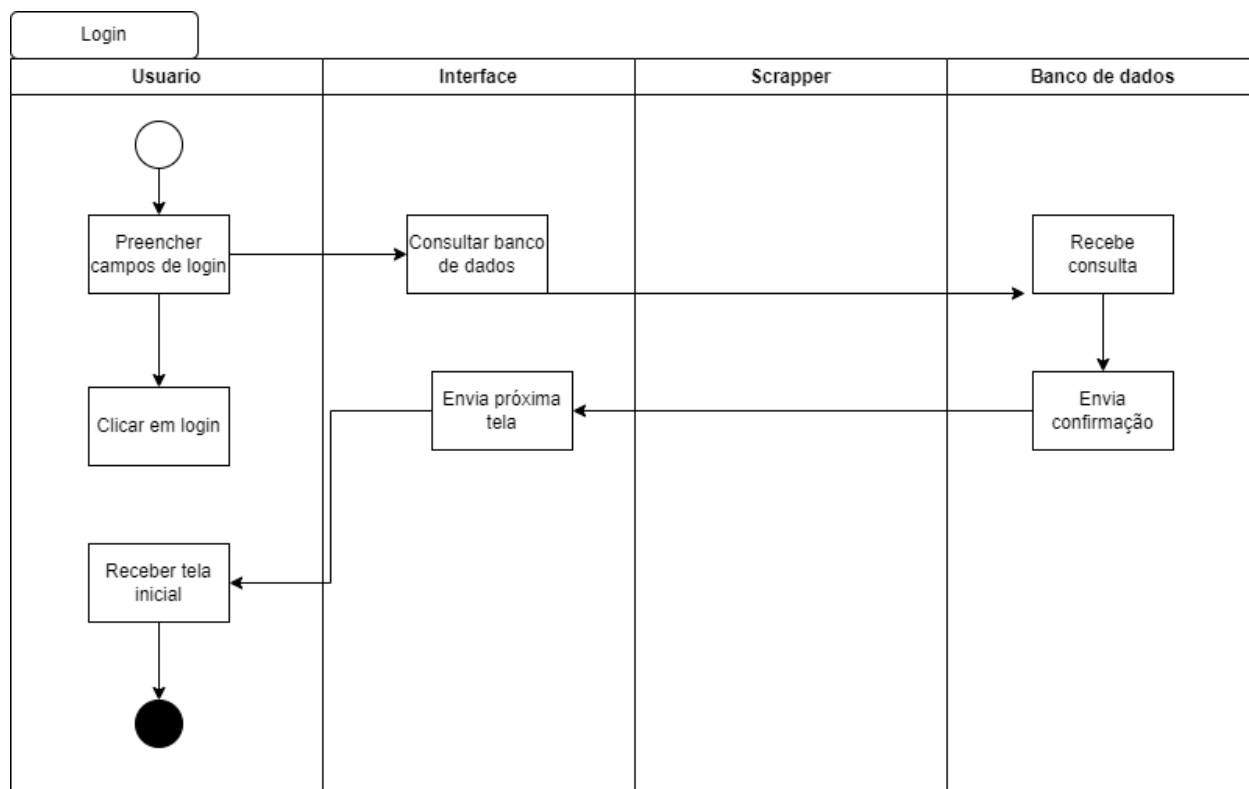 Login
Usuario
Interface
Scrapper
Banco de dados
Preencher
campos de login
Consultar banco
de dados
Recebe
consulta
Clicar em login
Envia próxima
tela
Envia
confirmação
Receber tela
inicial